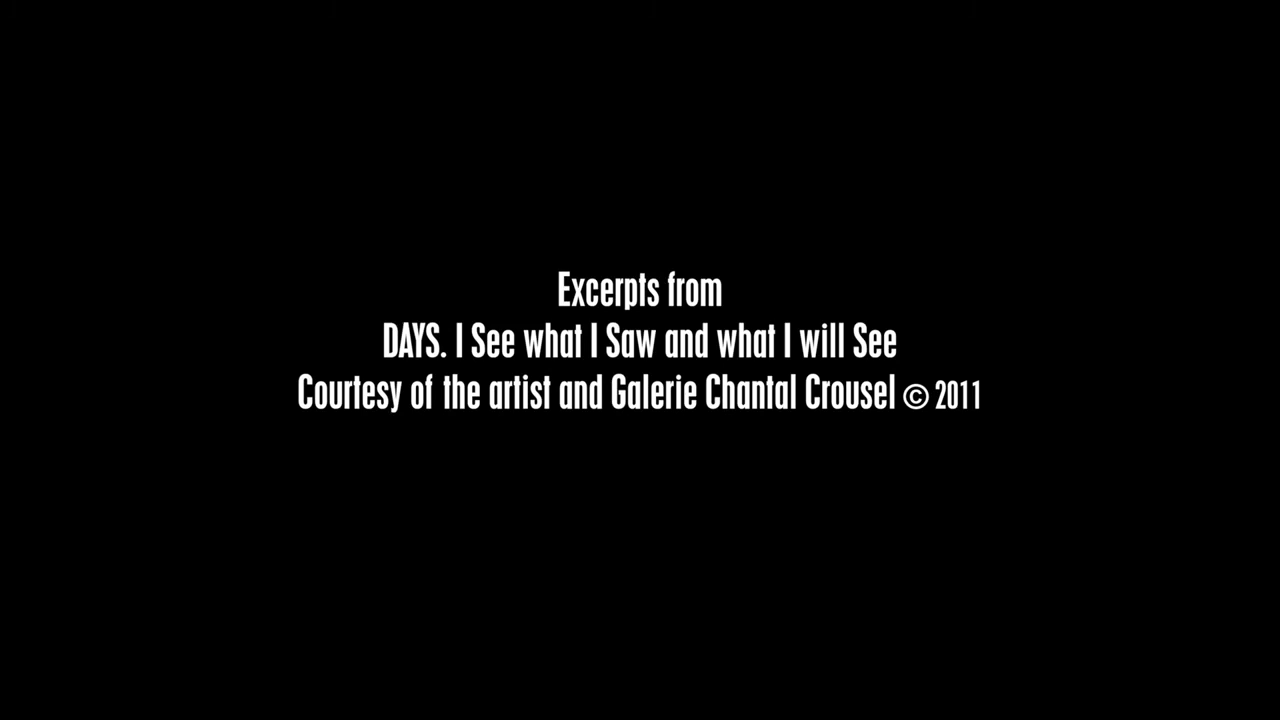 Excerpts from
DAYS. I See what I Saw and what I will See
Courtesy of the artist and Galerie Chantal Crousel © 2011